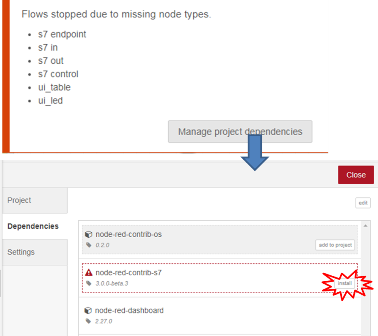 Flows stopped due to missing node types.
s7 endpoint
s7 in
s7 out
s7 control
ui_table
ui_led
Manage project dependencies
Close
Project
edit
Dependencies
Settings
node-red-contrib-os
0.2.0
add to project
node-red-contrib-s7
3.0.0-beta.3
install
node-red-dashboard
2.27.0